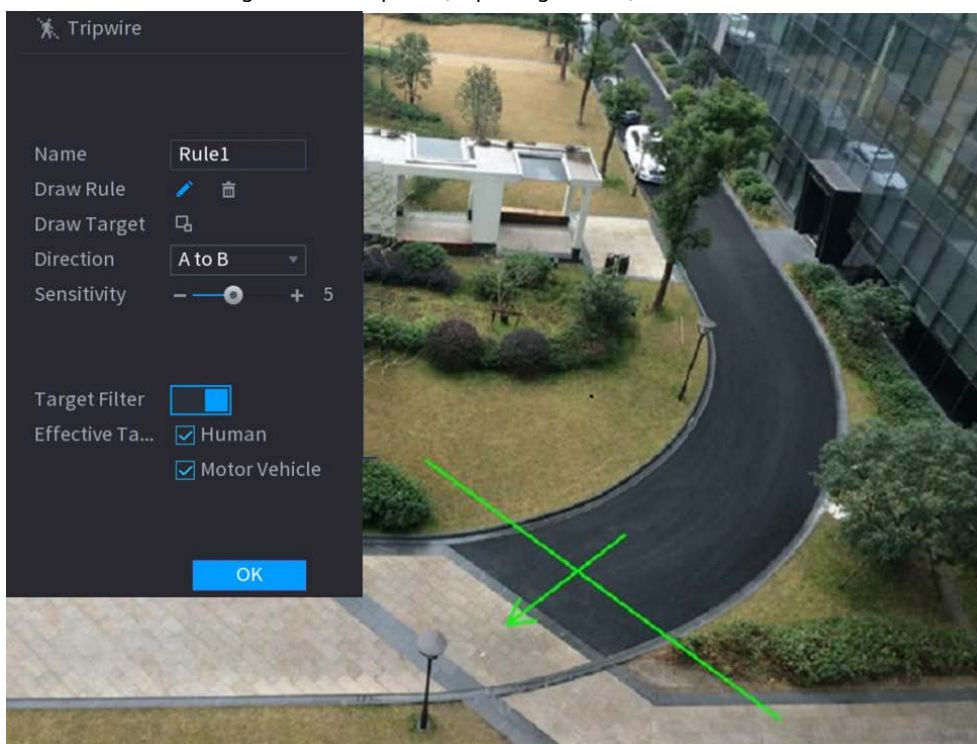 Tripwire
Name Rule1
Draw Rule
Draw Target
Direction A to B
Sensitivity - + 5
Target Filter
Effective Ta... Human
Motor Vehicle
OK